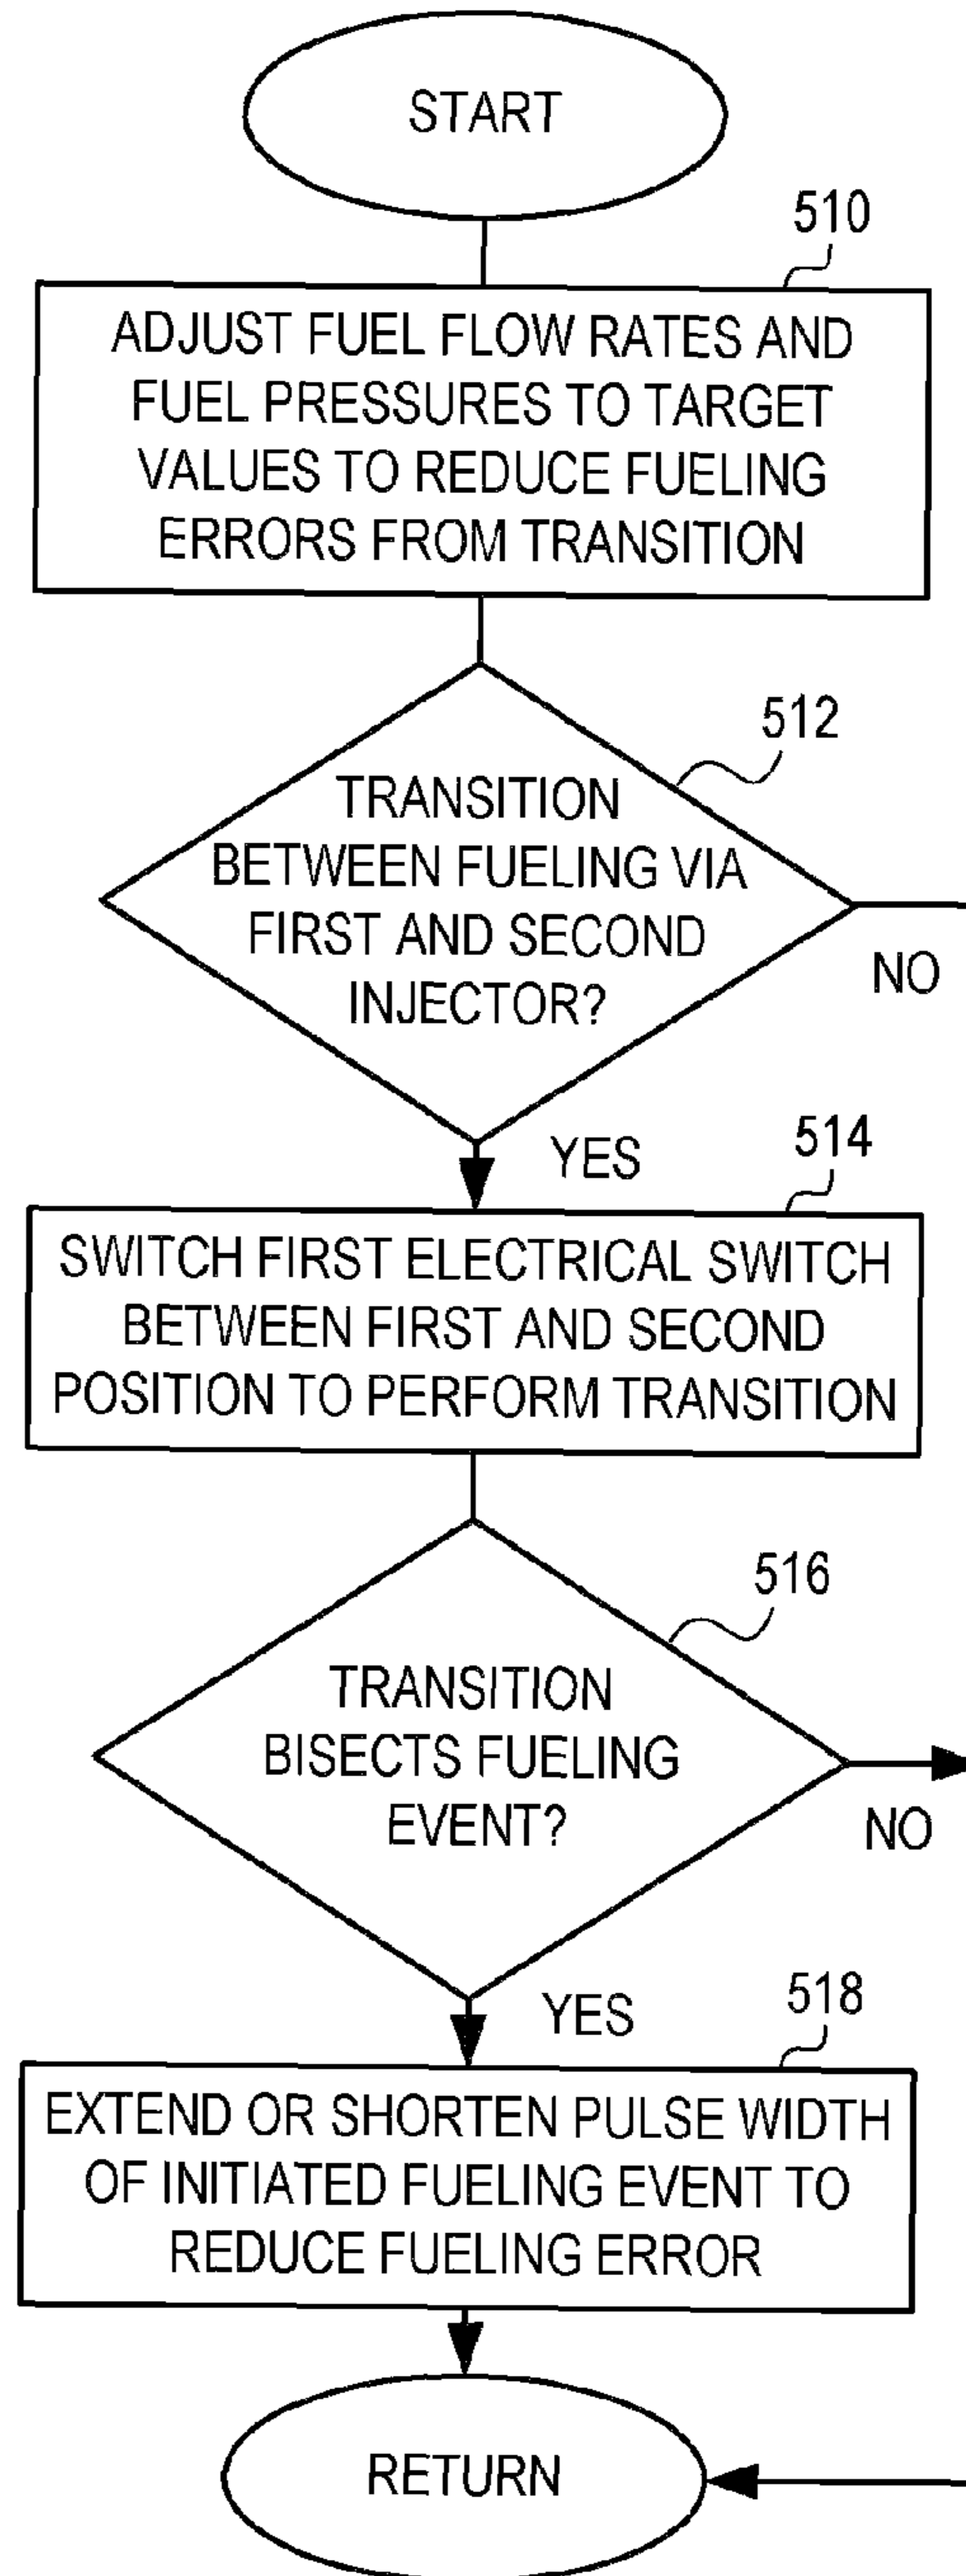 START
510
ADJUST FUEL FLOW RATES AND
FUEL PRESSURES TO TARGET
VALUES TO REDUCE FUELING
ERRORS FROM TRANSITION
512
TRANSITION
BETWEEN FUELING VIA
FIRST AND SECOND
INJECTOR?
NO
YES
514
SWITCH FIRST ELECTRICAL SWITCH
BETWEEN FIRST AND SECOND
POSITION TO PERFORM TRANSITION
516
TRANSITION
BISECTS FUELING
EVENT?
NO
YES
518
EXTEND OR SHORTEN PULSE WIDTH
OF INITIATED FUELING EVENT TO
REDUCE FUELING ERROR
RETURN